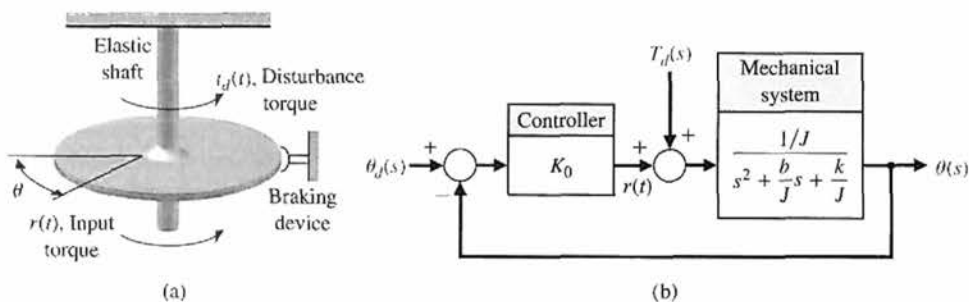 Elastic
shaft
t_d(t), Disturbance
torque
θ
r(t), Input
torque
Braking
device
(a)
T_d(s)
Mechanical
system
Controller
θ_d(s)
+
−
K_0
+
r(t)
+
1/J
s^2 + b/J s + k/J
θ(s)
(b)